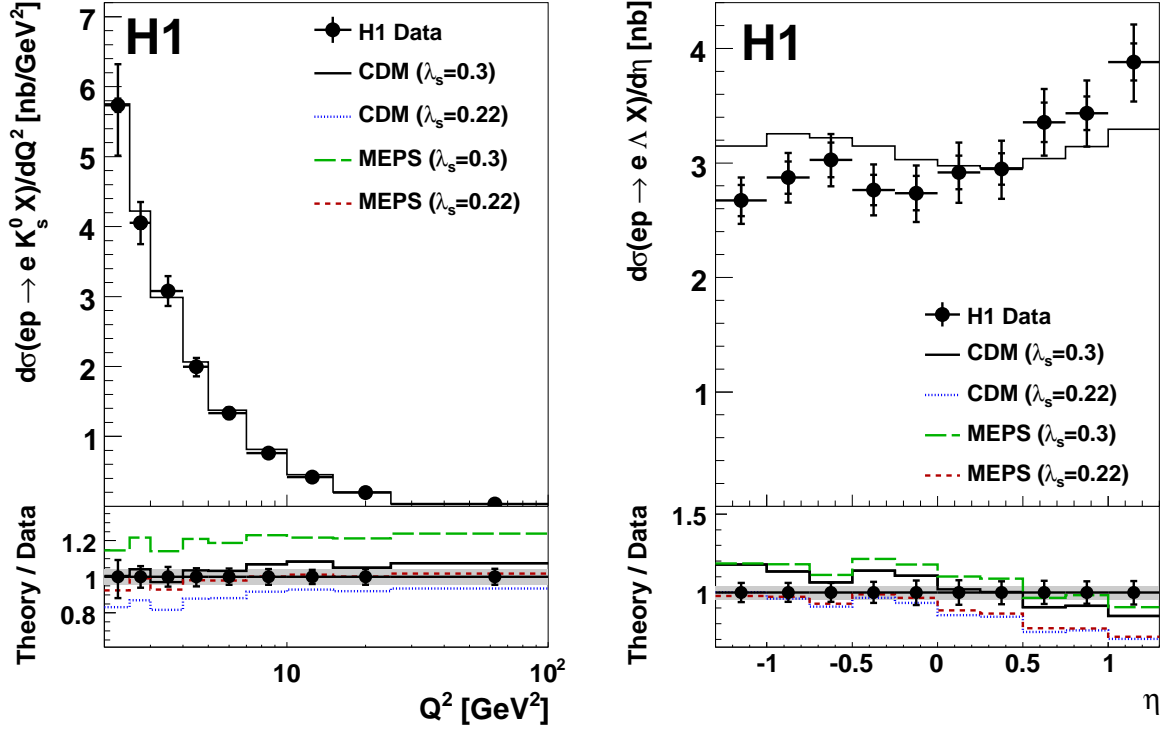 H1
dσ(ep → e K⁰ₛ X)/dQ² [nb/GeV²]
7
6
5
4
3
2
1
H1 Data
CDM (λₛ=0.3)
CDM (λₛ=0.22)
MEPS (λₛ=0.3)
MEPS (λₛ=0.22)
Theory / Data
1.2
1
0.8
10
10²
Q² [GeV²]
H1
dσ(ep → e Λ X)/dη [nb]
4
3
2
1
H1 Data
CDM (λₛ=0.3)
CDM (λₛ=0.22)
MEPS (λₛ=0.3)
MEPS (λₛ=0.22)
Theory / Data
1.5
1
-1 -0.5 0 0.5 1
η